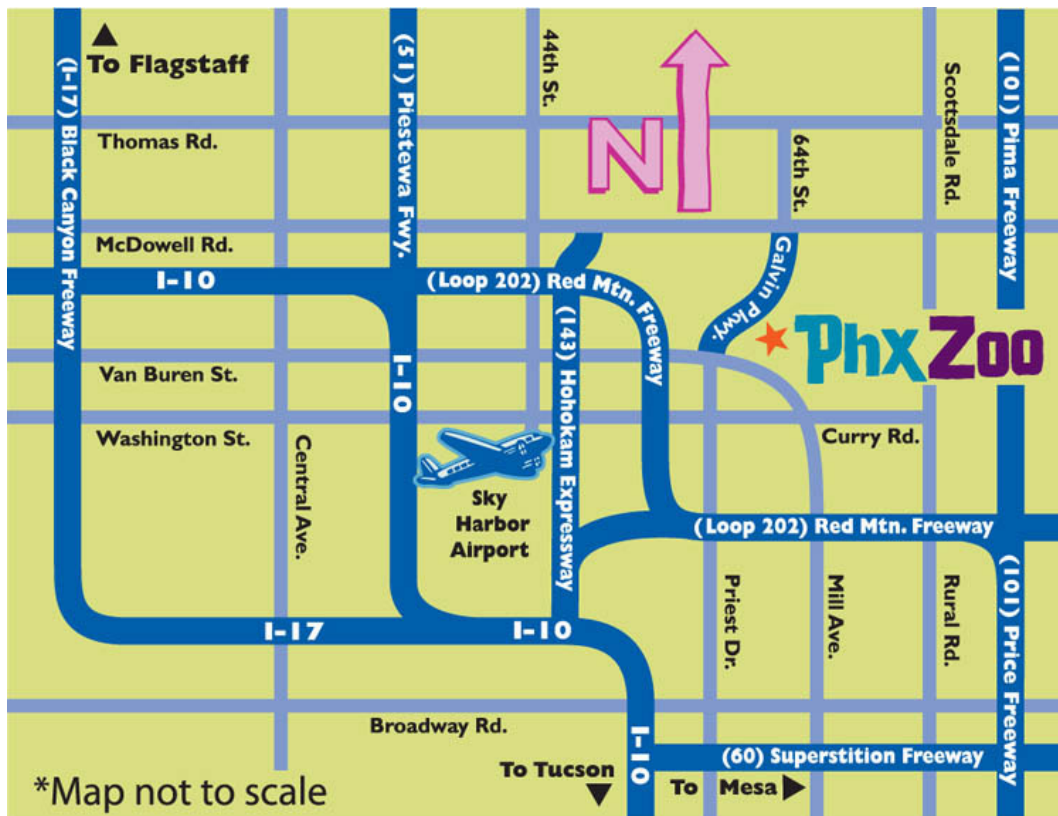 To Flagstaff
(I-17) Black Canyon Freeway
(51) Piestewa Fwy.
44th St.
N
64th St.
Scottsdale Rd.
(101) Pima Freeway
Thomas Rd.
McDowell Rd.
I-10
(Loop 202) Red Mtn. Freeway
Galvin Pkwy.
PhxZoo
(143) Hohokam Expressway
I-10
Van Buren St.
Washington St.
Curry Rd.
Central Ave.
Sky
Harbor
Airport
(Loop 202) Red Mtn. Freeway
Priest Dr.
Mill Ave.
Rural Rd.
(101) Price Freeway
I-17
I-10
Broadway Rd.
I-10
(60) Superstition Freeway
To Tucson
To Mesa
*Map not to scale